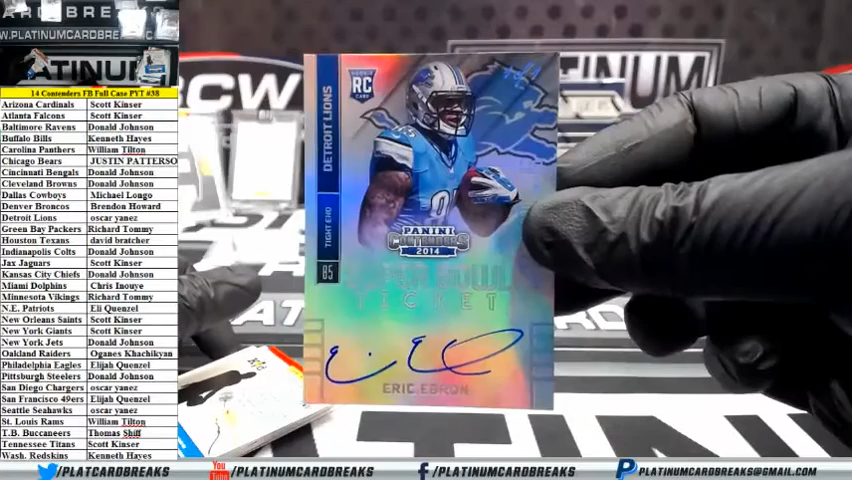 WWW.PLATINUMCARDBREAKS.
14 Contenders FB Full Case PYT #38
Arizona Cardinals Scott Kinser
Atlanta Falcons Scott Kinser
Baltimore Ravens Donald Johnson
Buffalo Bills Kenneth Hayes
Carolina Panthers William Tilton
Chicago Bears JUSTIN PATTERSO
Cincinnati Bengals Donald Johnson
Cleveland Browns Donald Johnson
Dallas Cowboys Michael Longo
Denver Broncos Brendon Howard
Detroit Lions oscar yanez
Green Bay Packers Richard Tommy
Houston Texans david bratcher
Indianapolis Colts Donald Johnson
Jax Jaguars Scott Kinser
Kansas City Chiefs Donald Johnson
Miami Dolphins Chris Inouye
Minnesota Vikings Richard Tommy
N.E. Patriots Eli Quenzel
New Orleans Saints Scott Kinser
New York Giants Scott Kinser
New York Jets Donald Johnson
Oakland Raiders Oganes Khachikyan
Philadelphia Eagles Elijah Quenzel
Pittsburgh Steelers Donald Johnson
San Diego Chargers oscar yanez
San Francisco 49ers Elijah Quenzel
Seattle Seahawks oscar yanez
St. Louis Rams William Tilton
T.B. Buccaneers Thomas Shiff
Tennessee Titans Scott Kinser
Wash. Redskins Kenneth Hayes
RC
DETROIT LIONS
TIGHT END
85
PANINI
CONTENDERS
2014
TICKET
ERIC EBRON
/PLATCARDBREAKS
You Tube
/PLATINUMCARDBREAKS
/PLATINUMCARDBREAKS
PLATINUMCARDBREAKS@GMAIL.COM